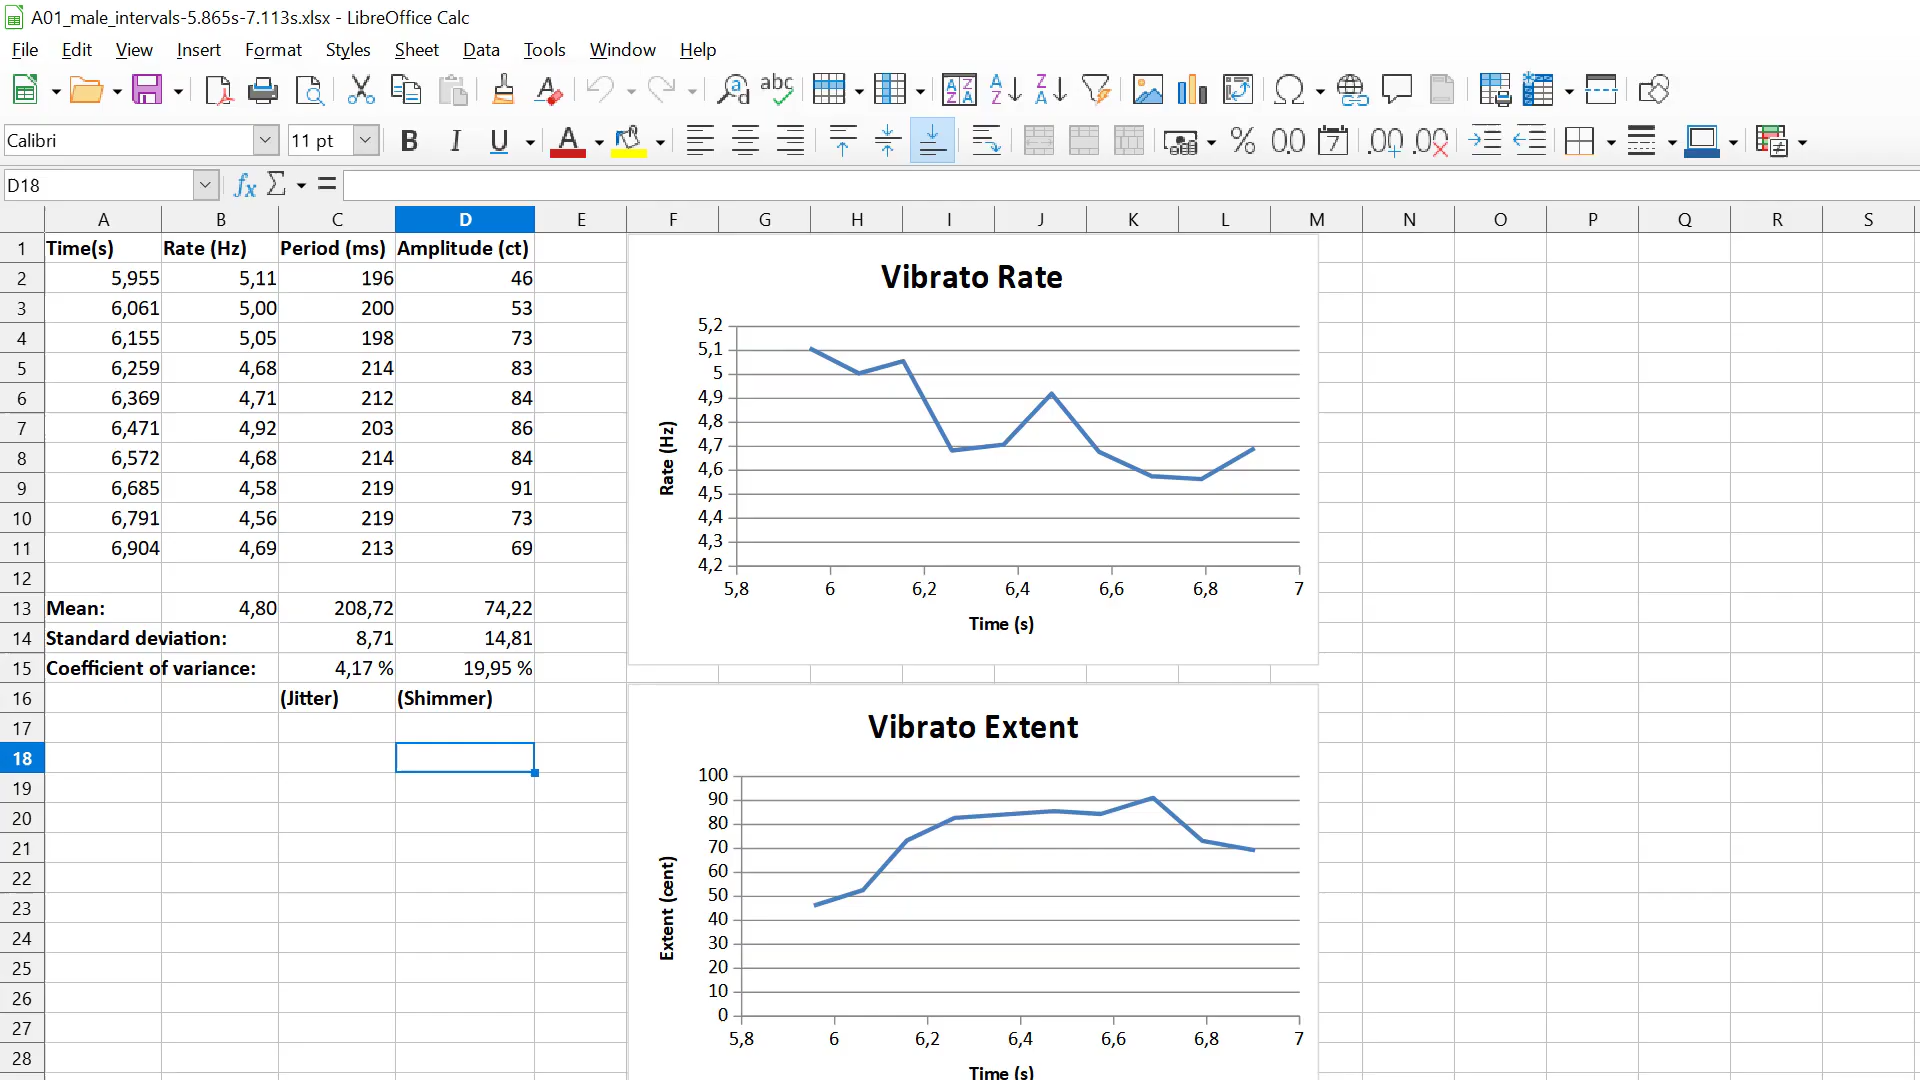 A01_male_intervals-5.865s-7.113s.xlsx - LibreOffice Calc
File Edit View Insert Format Styles Sheet Data Tools Window Help
Calibri 11 pt
D18
A B C D E F G H I J K L M N O P Q R S
1 Time(s) Rate (Hz) Period (ms) Amplitude (ct)
2 5,955 5,11 196 46
3 6,061 5,00 200 53
4 6,155 5,05 198 73
5 6,259 4,68 214 83
6 6,369 4,71 212 84
7 6,471 4,92 203 86
8 6,572 4,68 214 84
9 6,685 4,58 219 91
10 6,791 4,56 219 73
11 6,904 4,69 213 69
12
13 Mean: 4,80 208,72 74,22
14 Standard deviation: 8,71 14,81
15 Coefficient of variance: 4,17 % 19,95 %
16 (Jitter) (Shimmer)
17
18
19
20
21
22
23
24
25
26
27
28
Vibrato Rate
5,2
5,1
5
4,9
4,8
4,7
4,6
4,5
4,4
4,3
4,2
Rate (Hz)
5,8 6 6,2 6,4 6,6 6,8 7
Time (s)
Vibrato Extent
100
90
80
70
60
50
40
30
20
10
0
Extent (cent)
5,8 6 6,2 6,4 6,6 6,8 7
Time (s)